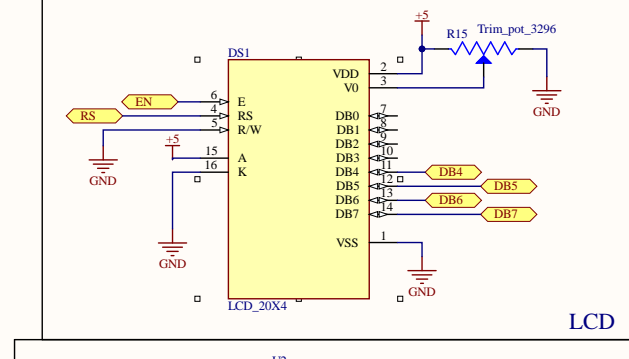 +5
R15
Trim_pot_3296
DS1
VDD
2
V0
3
GND
EN
6
E
DB0
7
RS
4
RS
DB1
8
5
R/W
DB2
9
+5
15
A
DB3
10
GND
16
K
DB4
11
DB4
DB5
12
DB5
DB6
13
DB6
DB7
14
DB7
VSS
1
GND
GND
LCD_20X4
LCD